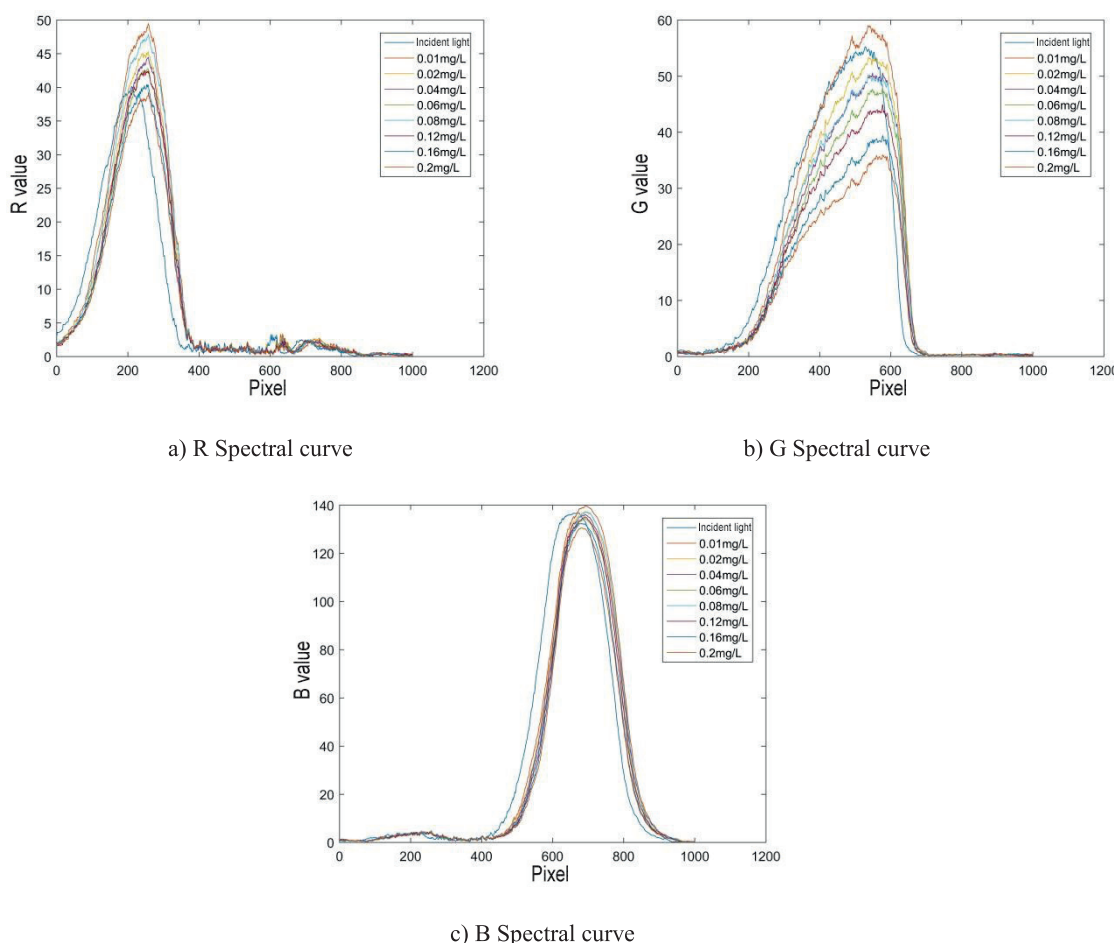 50
45
40
35
30
25
20
15
10
5
0
R value
0 200 400 600 800 1000 1200
Pixel
Incident light
0.01mg/L
0.02mg/L
0.04mg/L
0.06mg/L
0.08mg/L
0.12mg/L
0.16mg/L
0.2mg/L
a) R Spectral curve
60
50
40
30
20
10
0
G value
0 200 400 600 800 1000 1200
Pixel
Incident light
0.01mg/L
0.02mg/L
0.04mg/L
0.06mg/L
0.08mg/L
0.12mg/L
0.16mg/L
0.2mg/L
b) G Spectral curve
140
120
100
80
60
40
20
0
B value
0 200 400 600 800 1000 1200
Pixel
Incident light
0.01mg/L
0.02mg/L
0.04mg/L
0.06mg/L
0.08mg/L
0.12mg/L
0.16mg/L
0.2mg/L
c) B Spectral curve